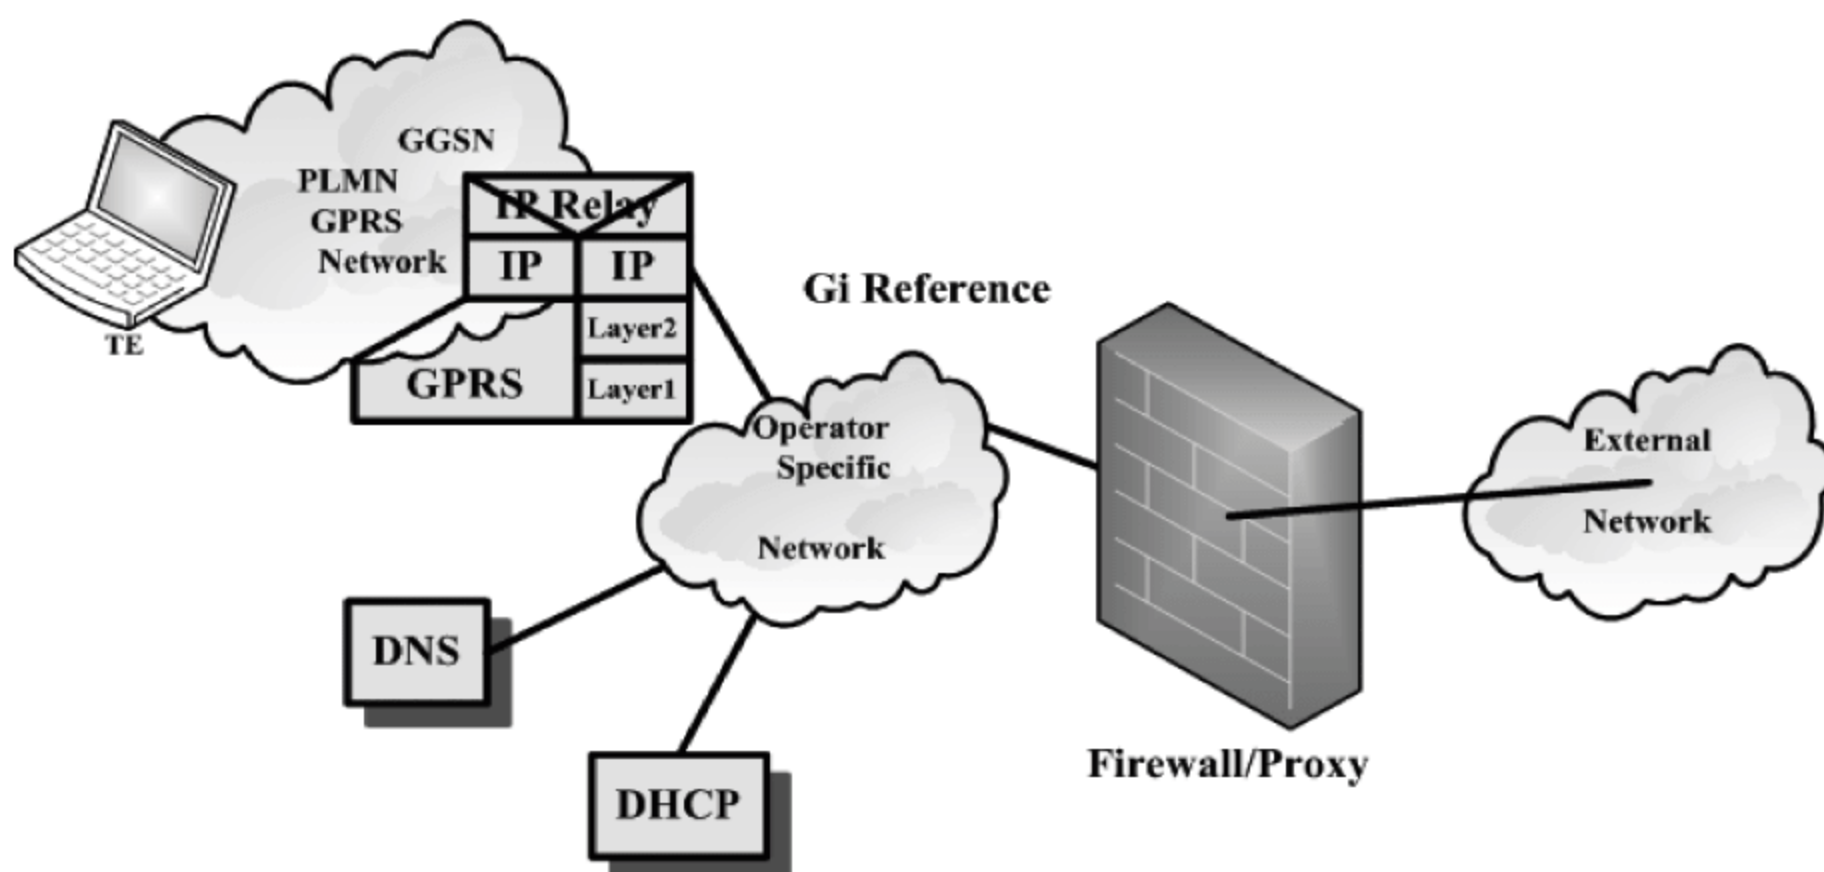 GGSN
PLMN
GPRS
Network
TE
IP Relay
IP
IP
Layer2
GPRS
Layer1
Gi Reference
Operator
Specific
Network
External
Network
DNS
DHCP
Firewall/Proxy